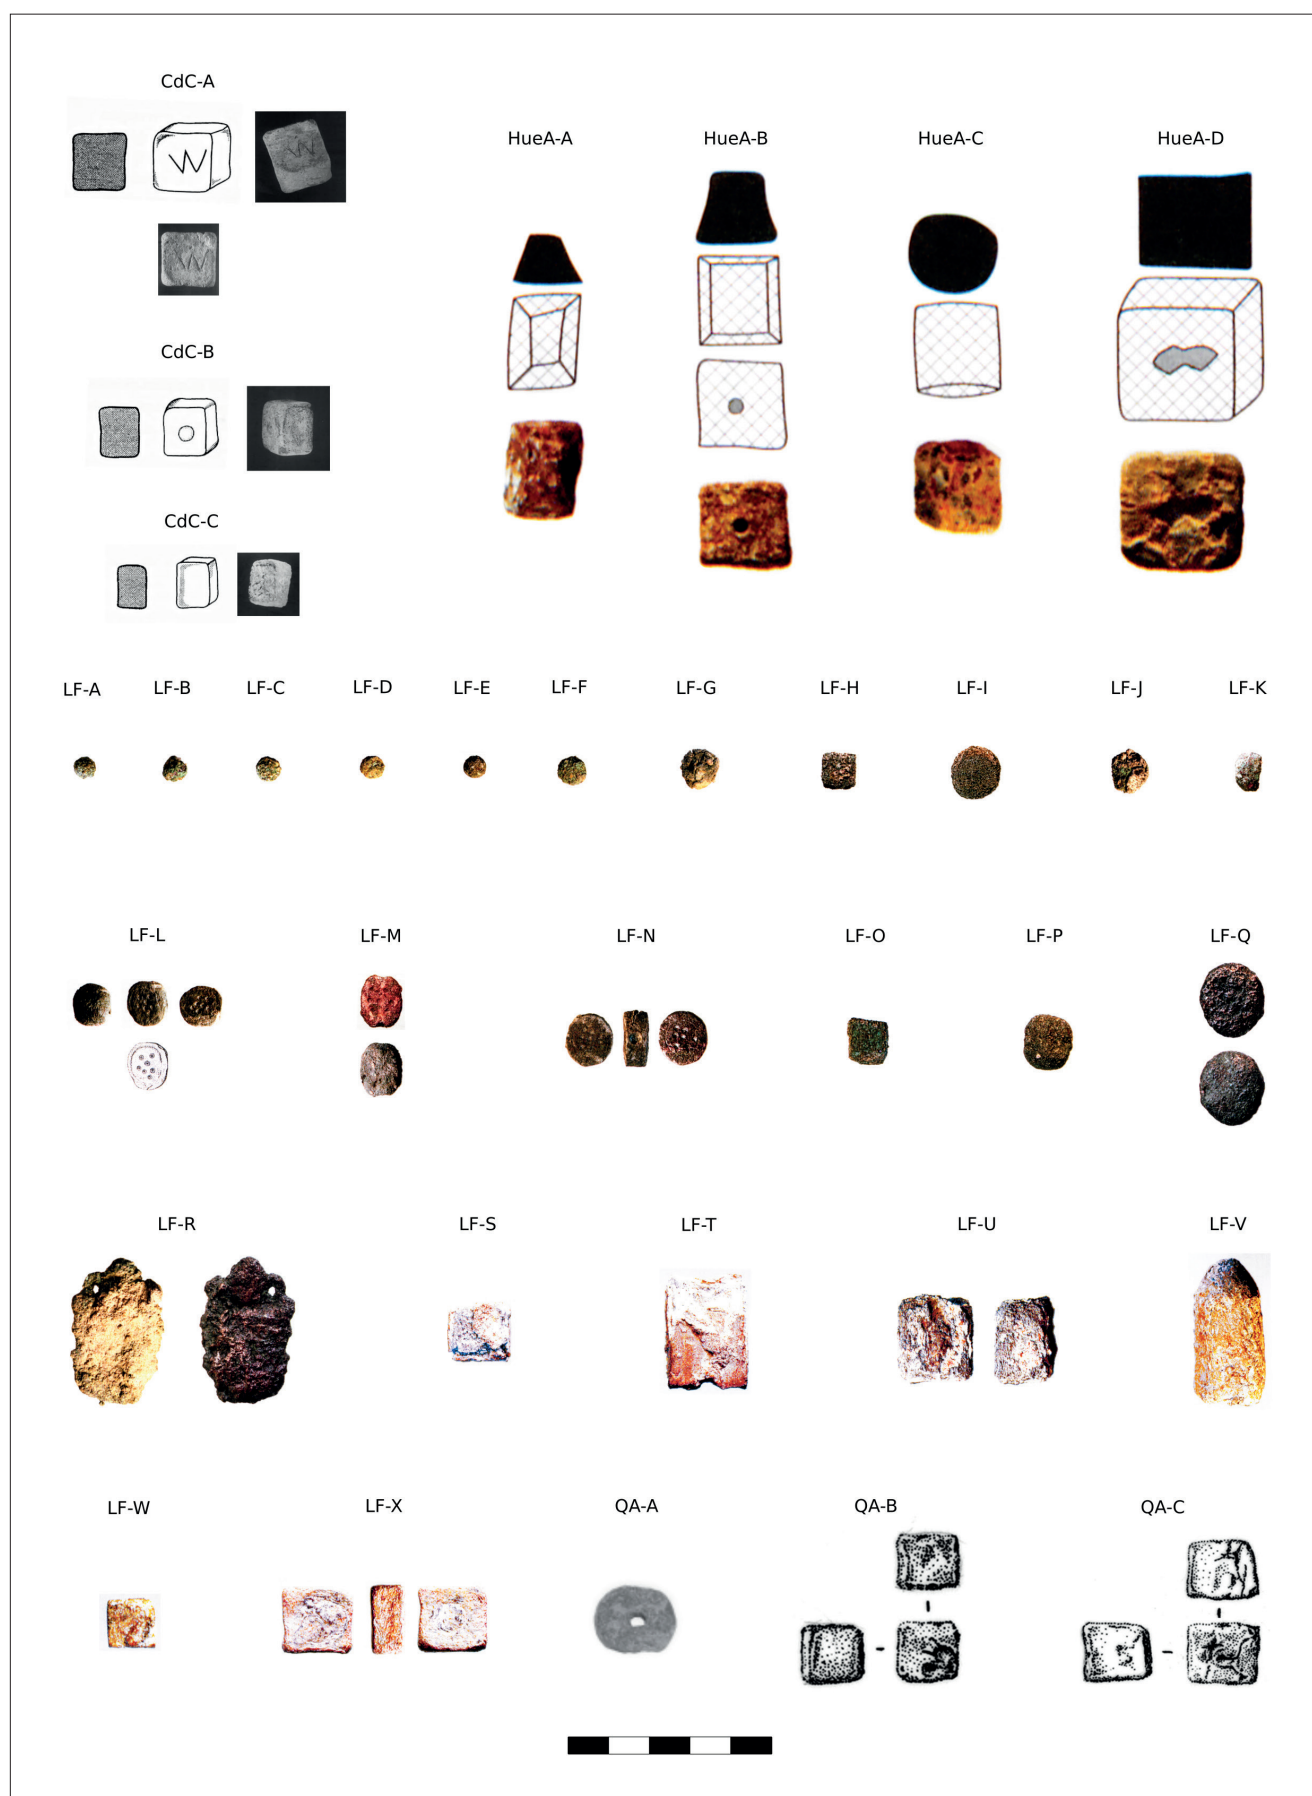 CdC-A
HueA-A HueA-B HueA-C HueA-D
W
CdC-B
CdC-C
LF-A LF-B LF-C LF-D LF-E LF-F LF-G LF-H LF-I LF-J LF-K
LF-L LF-M LF-N LF-O LF-P LF-Q
LF-R LF-S LF-T LF-U LF-V
LF-W LF-X QA-A QA-B QA-C